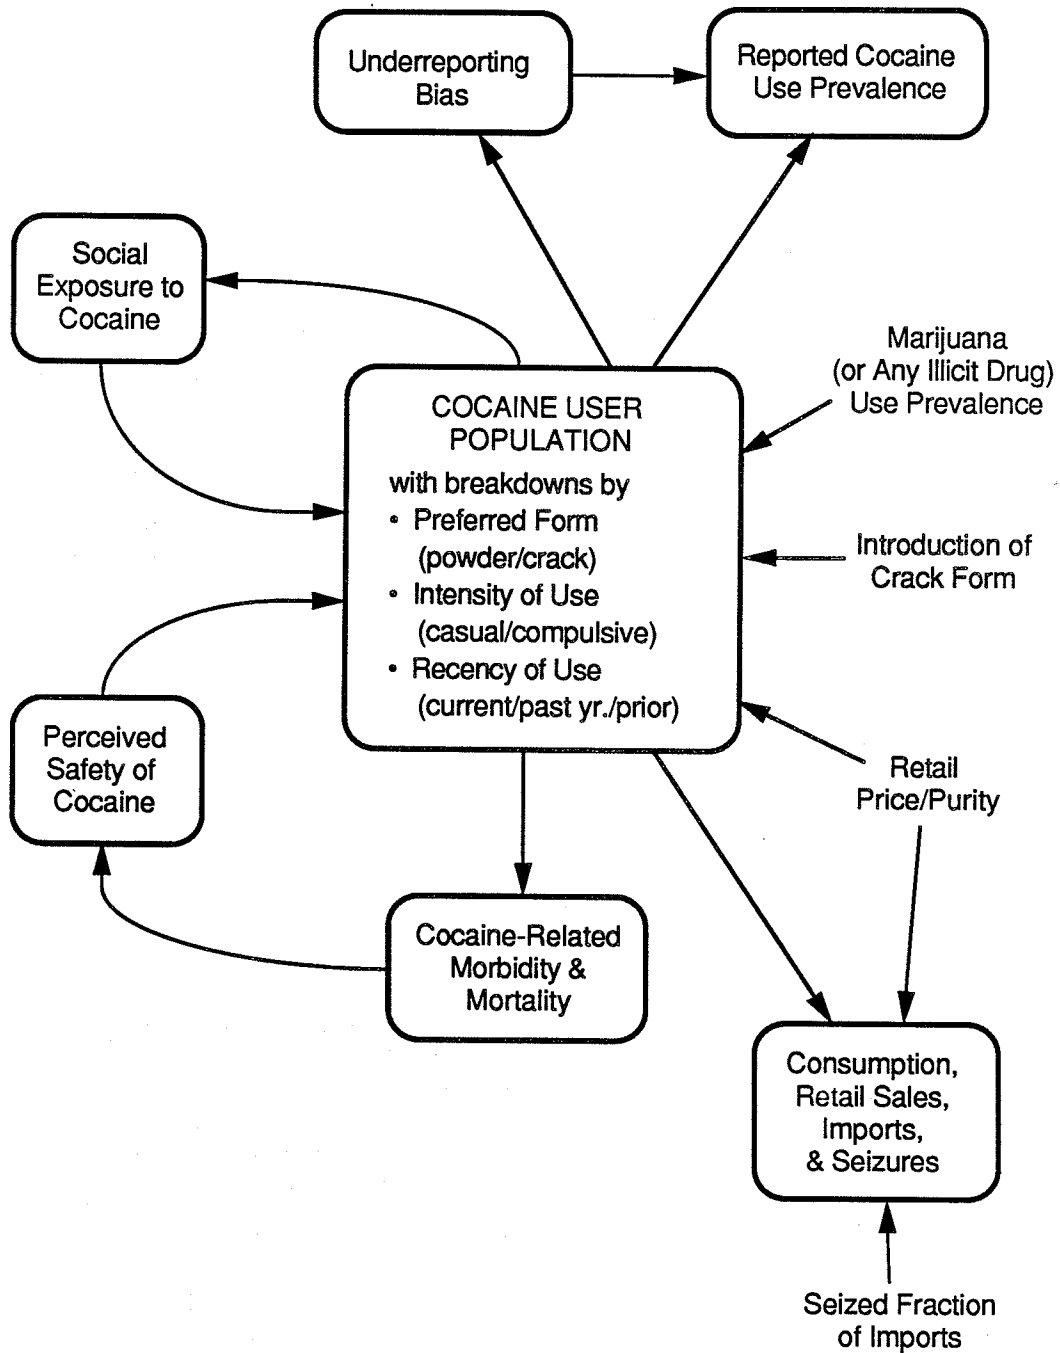 Underreporting
Bias
Reported Cocaine
Use Prevalence
Social
Exposure to
Cocaine
Marijuana
(or Any Illicit Drug)
Use Prevalence
COCAINE USER
POPULATION
with breakdowns by
• Preferred Form
(powder/crack)
• Intensity of Use
(casual/compulsive)
• Recency of Use
(current/past yr./prior)
Introduction of
Crack Form
Perceived
Safety of
Cocaine
Retail
Price/Purity
Cocaine-Related
Morbidity &
Mortality
Consumption,
Retail Sales,
Imports,
& Seizures
Seized Fraction
of Imports